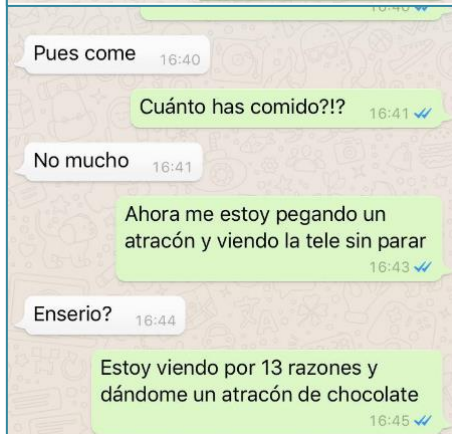 Pues come 16:40
Cuánto has comido?!? 16:41
No mucho 16:41
Ahora me estoy pegando un
atracón y viendo la tele sin parar
16:43
Enserio? 16:44
Estoy viendo por 13 razones y
dándome un atracón de chocolate
16:45